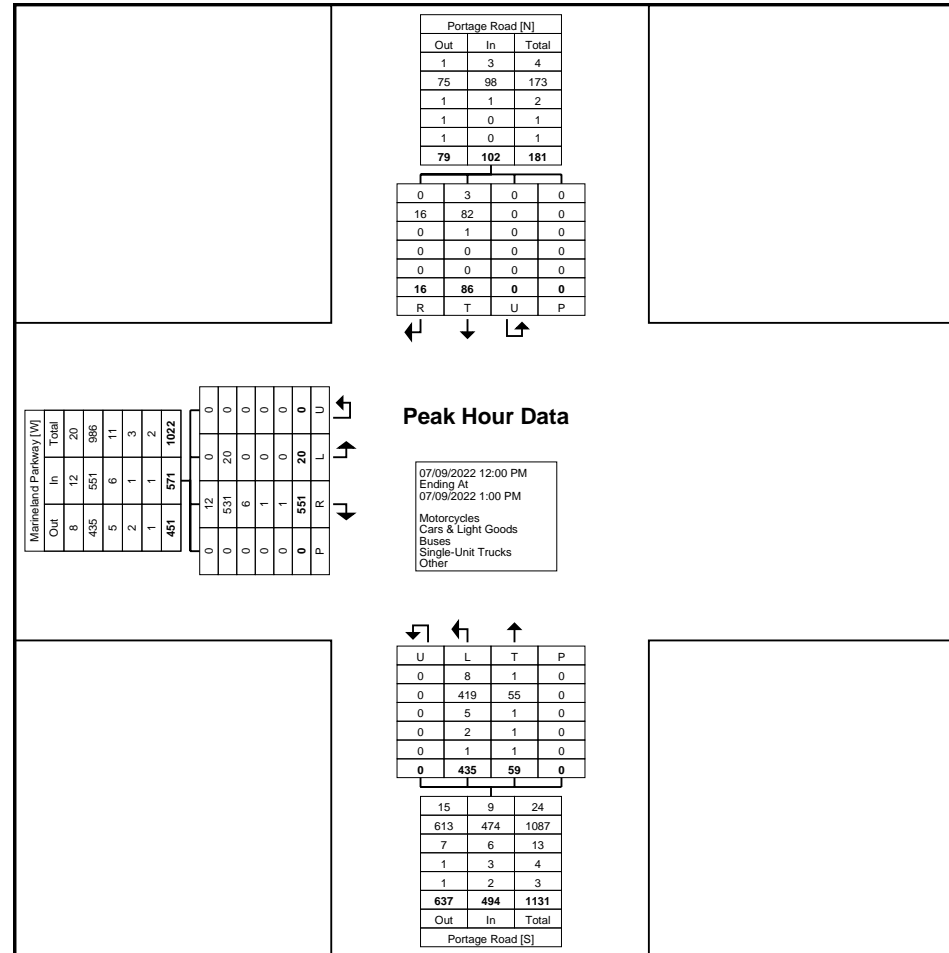 Portage Road [N]
Out In Total
1 3 4
75 98 173
1 1 2
1 0 1
1 0 1
79 102 181
0 3 0 0
16 82 0 0
0 1 0 0
0 0 0 0
0 0 0 0
16 86 0 0
R T U P
Marineland Parkway [W]
Out In Total
8 12 20
435 551 986
5 6 11
2 1 3
1 1 2
451 571 1022
0 12 0 0
0 531 20 0
0 6 0 0
0 1 0 0
0 1 0 0
0 551 20 0
P R L U
Peak Hour Data
07/09/2022 12:00 PM
Ending At
07/09/2022 1:00 PM
Motorcycles
Cars & Light Goods
Buses
Single-Unit Trucks
Other
U L T P
0 8 1 0
0 419 55 0
0 5 1 0
0 2 1 0
0 1 1 0
0 435 59 0
15 9 24
613 474 1087
7 6 13
1 3 4
1 2 3
637 494 1131
Out In Total
Portage Road [S]